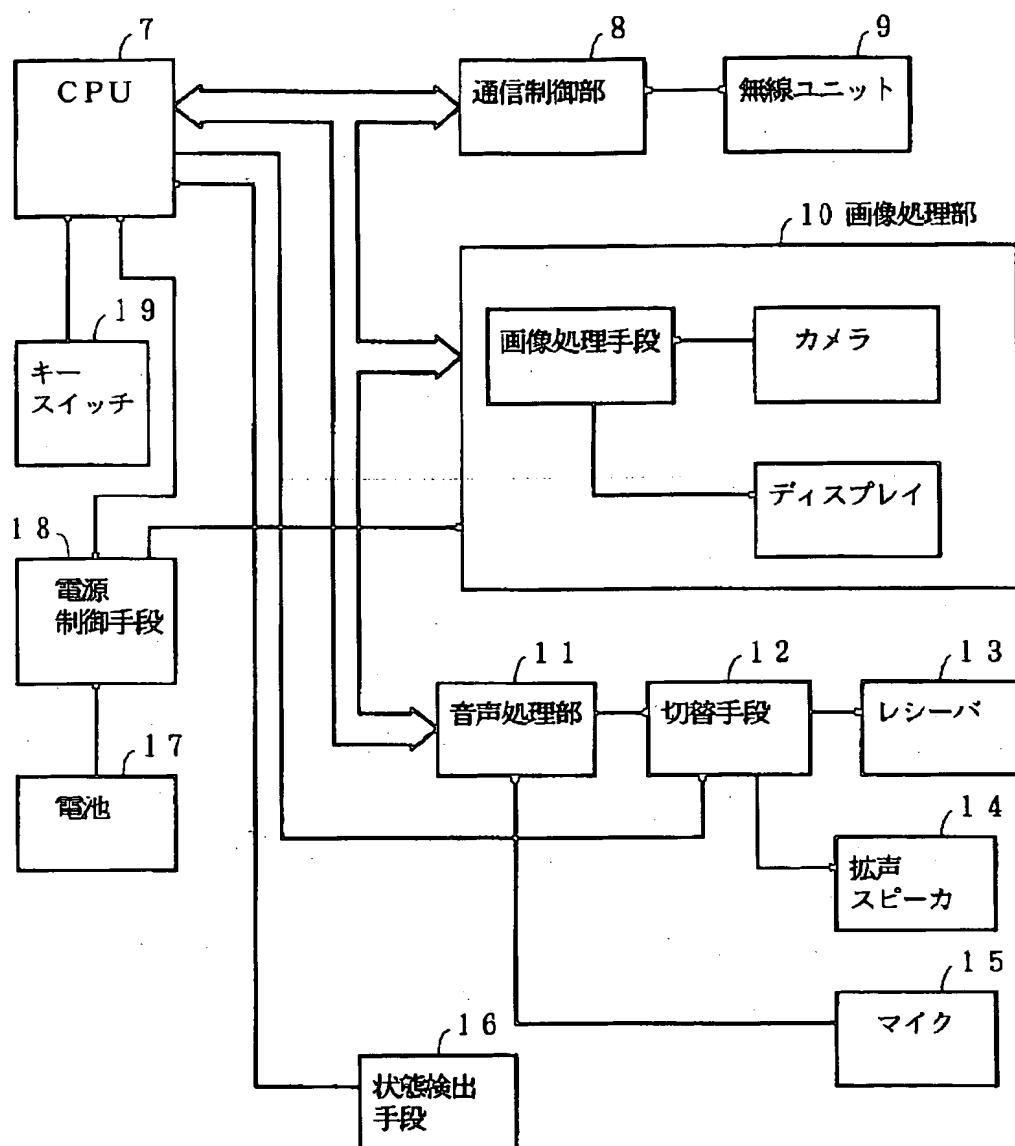 7
CPU
8
通信制御部
9
無線ユニット
10 画像処理部
画像処理手段
カメラ
ディスプレイ
19
キー
スイッチ
18
電源
制御手段
17
電池
11
音声処理部
12
切替手段
13
レシーバ
14
拡声
スピーカ
15
マイク
16
状態検出
手段